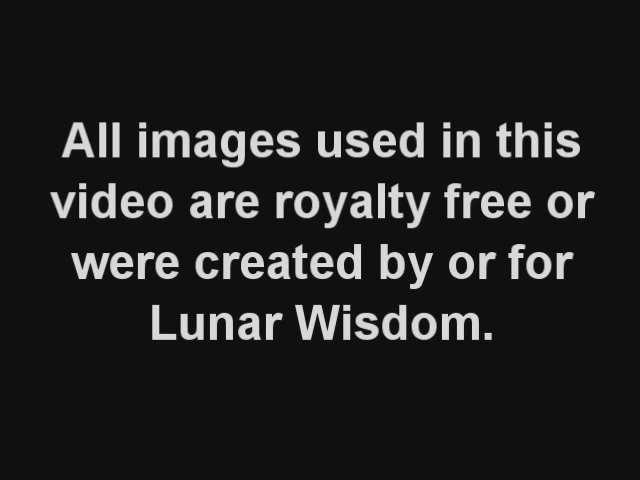 All images used in this
video are royalty free or
were created by or for
Lunar Wisdom.